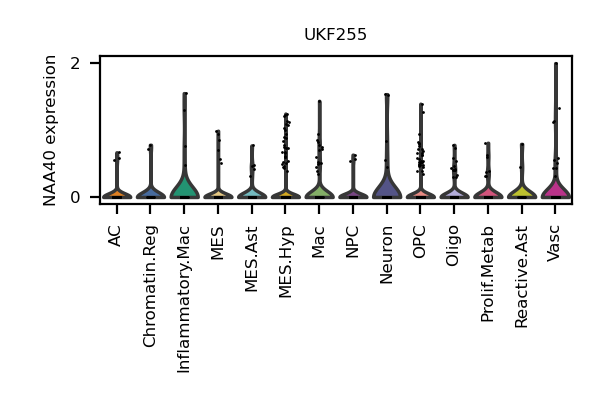 UKF255
NAA40 expression
2
0
AC
Chromatin.Reg
Inflammatory.Mac
MES
MES.Ast
MES.Hyp
Mac
NPC
Neuron
OPC
Oligo
Prolif.Metab
Reactive.Ast
Vasc